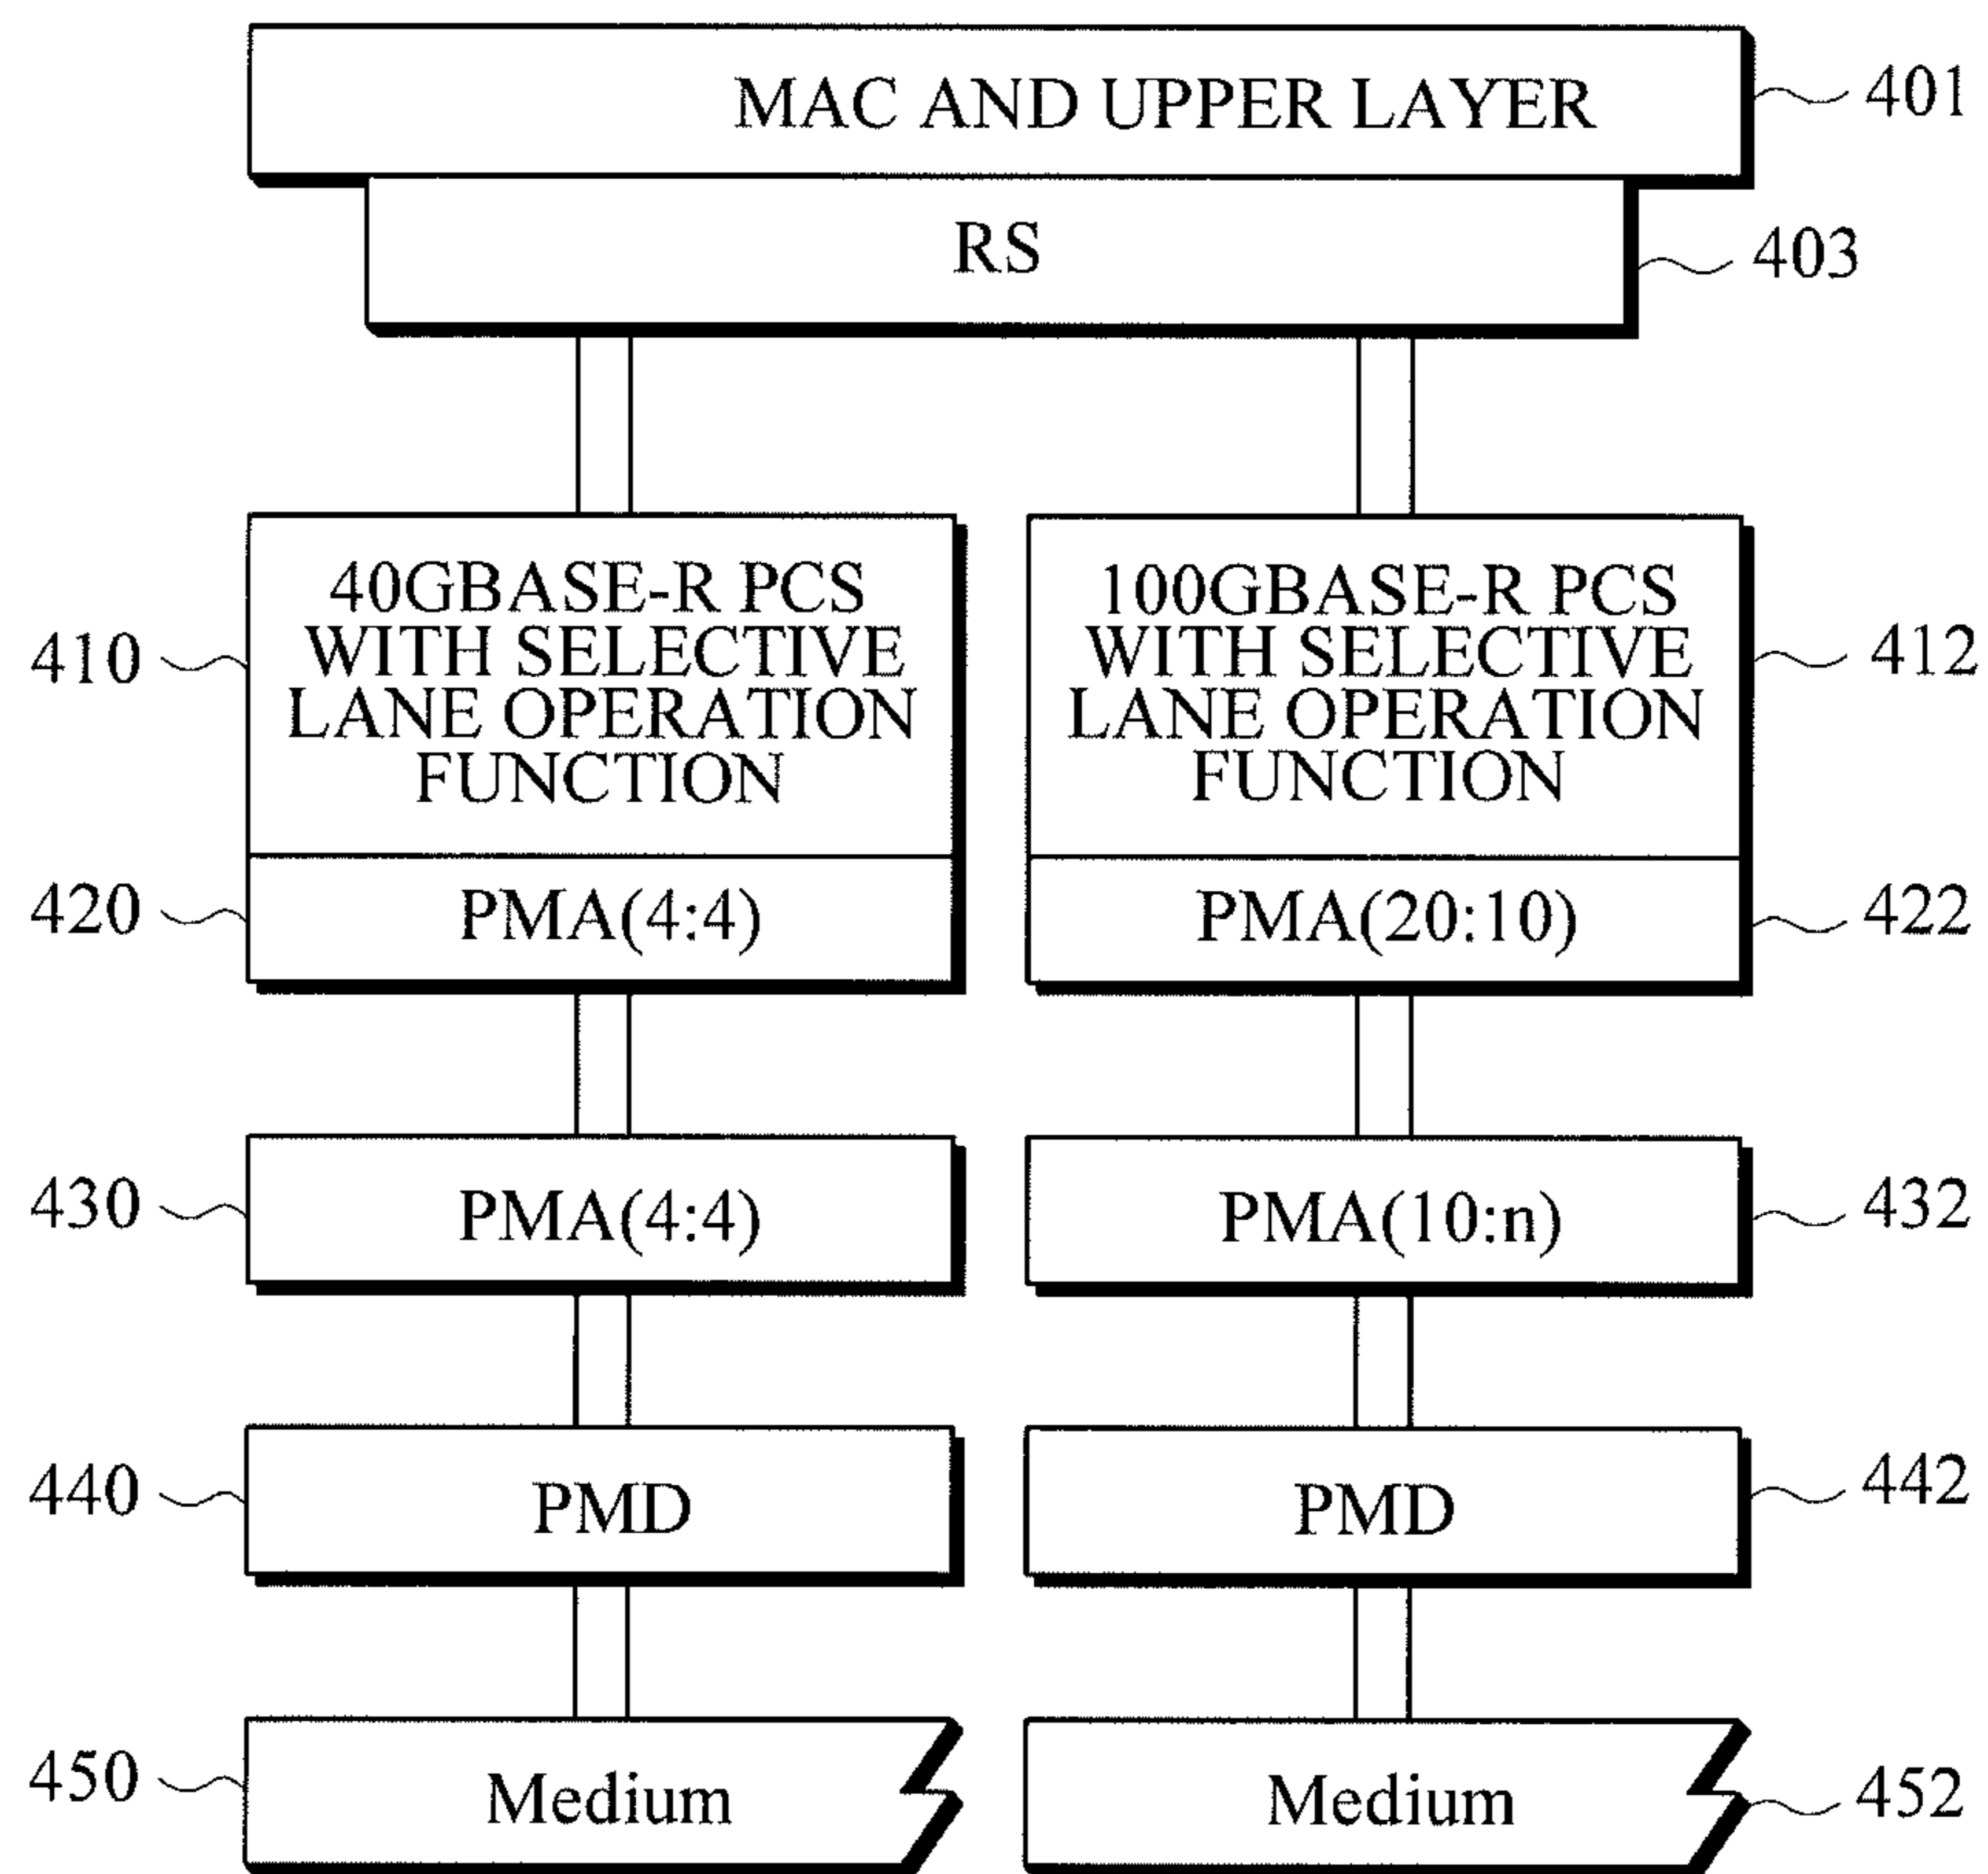 MAC AND UPPER LAYER
401
RS
403
40GBASE-R PCS
WITH SELECTIVE
LANE OPERATION
FUNCTION
410
100GBASE-R PCS
WITH SELECTIVE
LANE OPERATION
FUNCTION
412
420
PMA(4:4)
PMA(20:10)
422
430
PMA(4:4)
PMA(10:n)
432
440
PMD
PMD
442
450
Medium
Medium
452